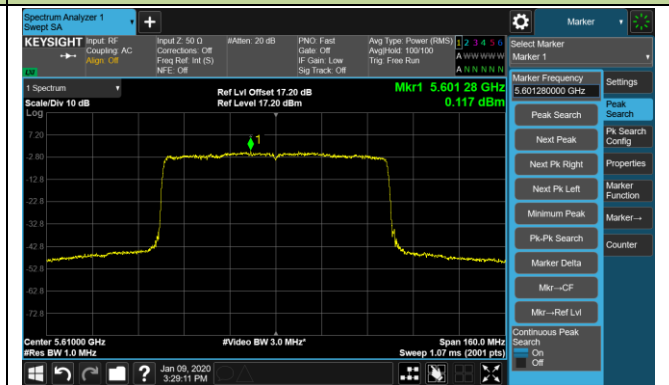 Spectrum Analyzer 1
Swept SA
Marker
KEYSIGHT
Input: RF
Coupling: AC
Align: Off
Input Z: 50 Ω
Corrections: Off
Freq Ref: Int (S)
NFE: Off
#Atten: 20 dB
PNO: Fast
Gate: Off
IF Gain: Low
Sig Track: Off
Avg Type: Power (RMS)
Avg|Hold: 100/100
Trig: Free Run
1 2 3 4 5 6
A W W W W W
A N N N N N
Select Marker
Marker 1
1 Spectrum
Scale/Div 10 dB
Log
Ref Lvl Offset 17.20 dB
Ref Level 17.20 dBm
Mkr1 5.601 28 GHz
0.117 dBm
7.20
-2.80
-12.8
-22.8
-32.8
-42.8
-52.8
-62.8
-72.8
1
Center 5.61000 GHz
#Res BW 1.0 MHz
#Video BW 3.0 MHz*
Span 160.0 MHz
Sweep 1.07 ms (2001 pts)
Marker Frequency
5.601280000 GHz
Peak Search
Next Peak
Next Pk Right
Next Pk Left
Minimum Peak
Pk-Pk Search
Marker Delta
Mkr→CF
Mkr→Ref Lvl
Continuous Peak
Search
On
Off
Settings
Peak
Search
Pk Search
Config
Properties
Marker
Function
Marker→
Counter
Jan 09, 2020
3:29:11 PM